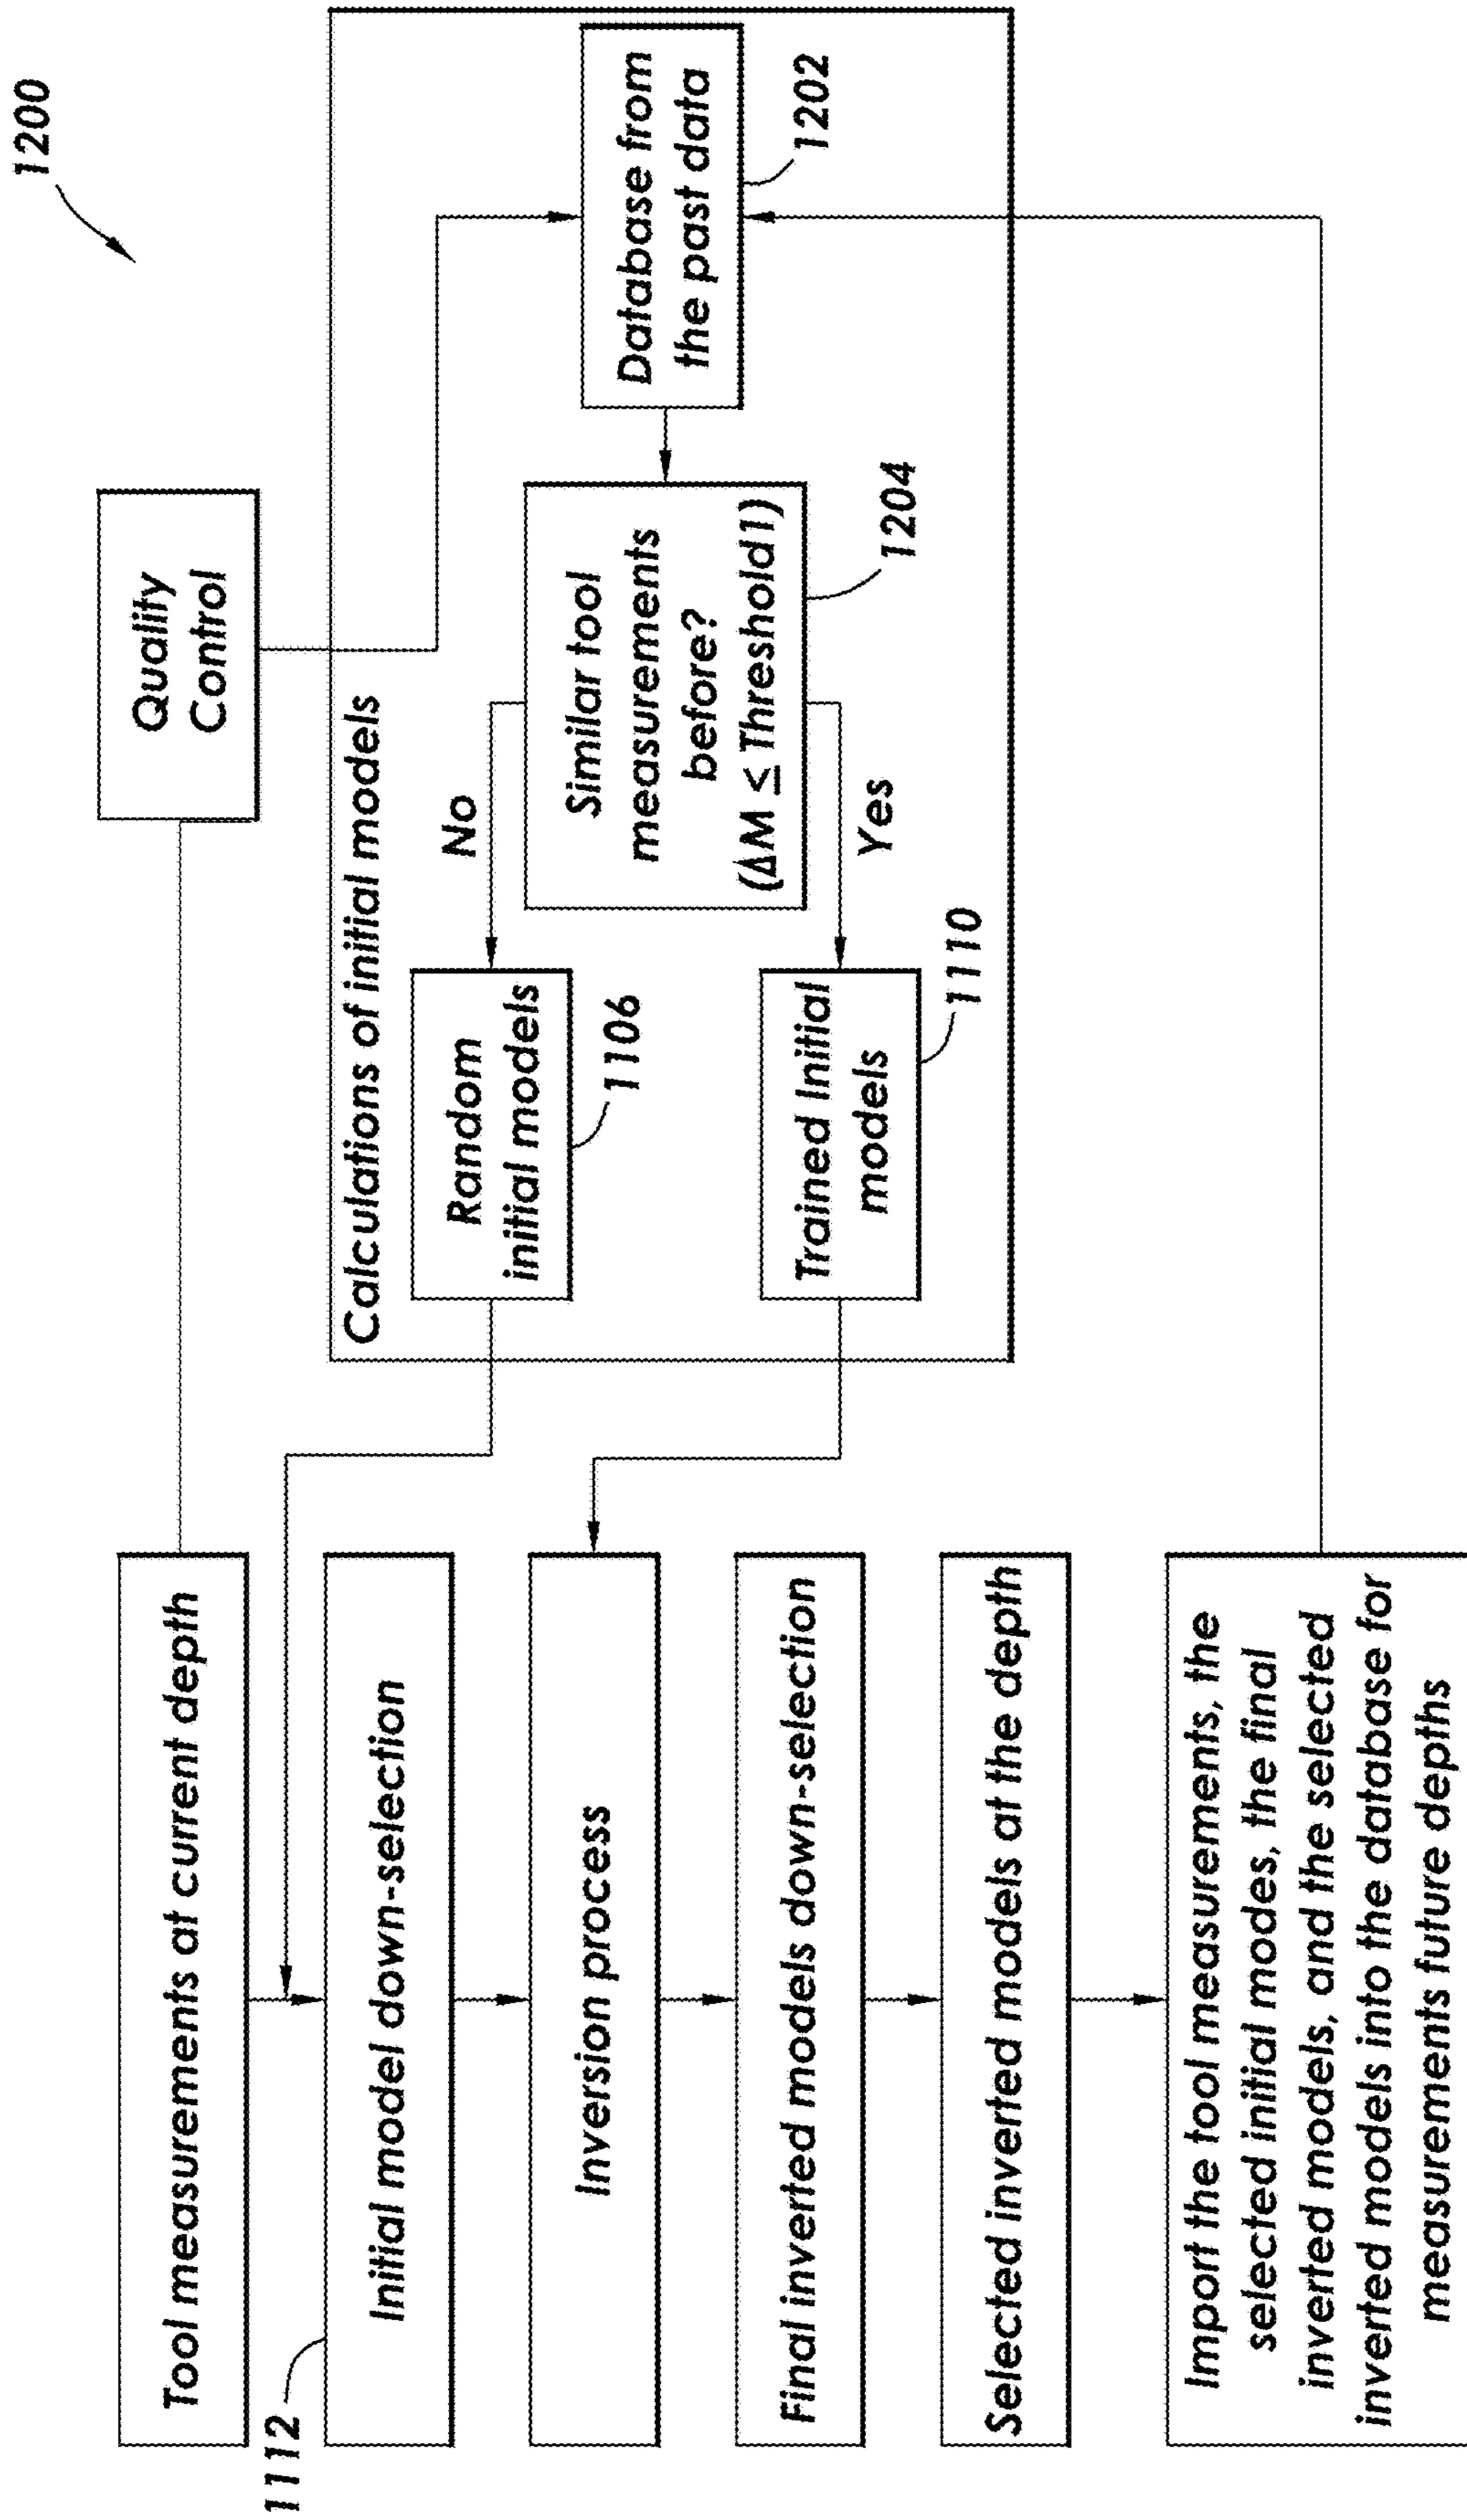 1200
Tool measurements at current depth
Quality
Control
Calculations of initial models
1112
Initial model down-selection
Random
initial models
1106
No
Similar tool
measurements
before?
(ΔM ≤ Threshold1)
1204
Database from
the past data
1202
Yes
Trained Initial
models
1110
Inversion process
Final inverted models down-selection
Selected inverted models at the depth
Import the tool measurements, the
selected initial modes, the final
inverted models, and the selected
inverted models into the database for
measurements future depths